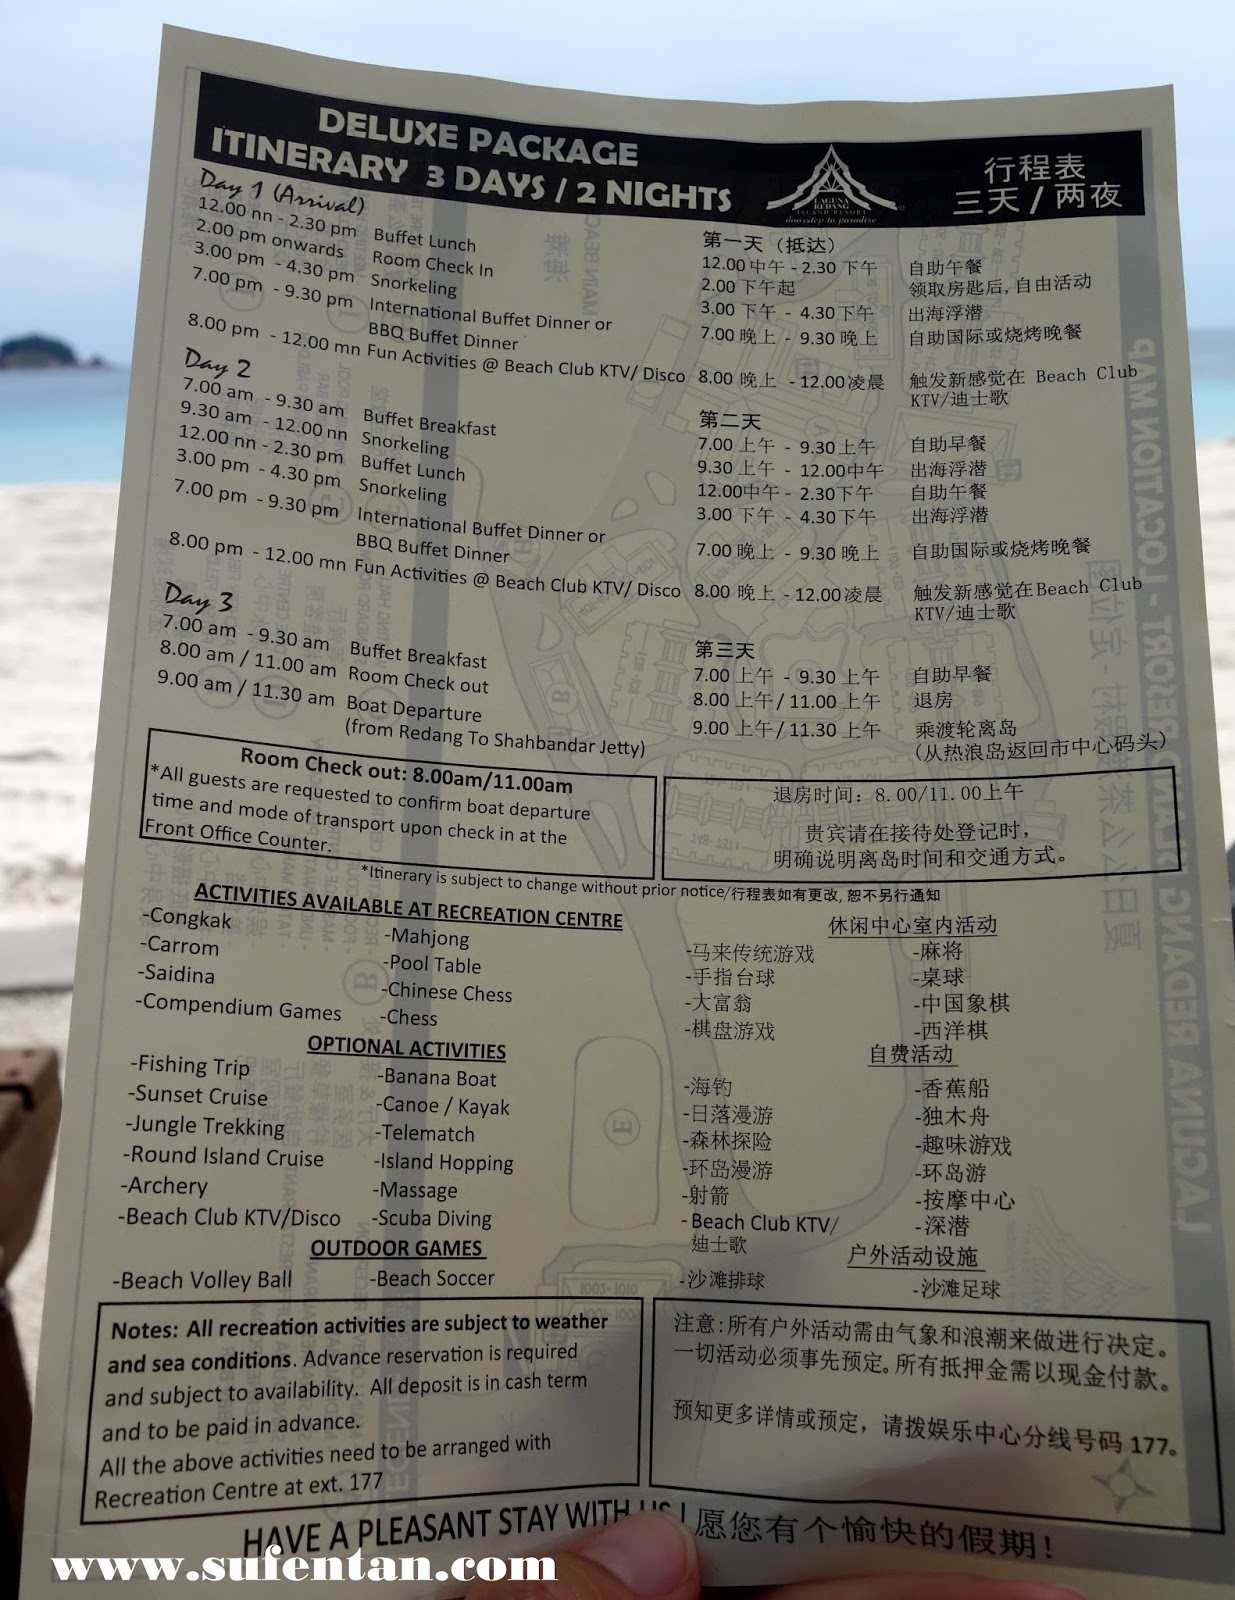 DELUXE PACKAGE
ITINERARY 3 DAYS / 2 NIGHTS
LAGUNA
REDANG
ISLAND RESORT
doorstep to paradise
行程表
三天 / 两夜
Day 1 (Arrival)
12.00 nn - 2.30 pm Buffet Lunch
2.00 pm onwards Room Check In
3.00 pm - 4.30 pm Snorkeling
7.00 pm - 9.30 pm International Buffet Dinner or
BBQ Buffet Dinner
8.00 pm - 12.00 mn Fun Activities @ Beach Club KTV/ Disco
Day 2
7.00 am - 9.30 am Buffet Breakfast
9.30 am - 12.00 nn Snorkeling
12.00 nn - 2.30 pm Buffet Lunch
3.00 pm - 4.30 pm Snorkeling
7.00 pm - 9.30 pm International Buffet Dinner or
BBQ Buffet Dinner
8.00 pm - 12.00 mn Fun Activities @ Beach Club KTV/ Disco
Day 3
7.00 am - 9.30 am Buffet Breakfast
8.00 am / 11.00 am Room Check out
9.00 am / 11.30 am Boat Departure
(from Redang To Shahbandar Jetty)
第一天 (抵达)
12.00 中午 - 2.30 下午 自助午餐
2.00 下午起 领取房匙后, 自由活动
3.00 下午 - 4.30 下午 出海浮潜
7.00 晚上 - 9.30 晚上 自助国际或烧烤晚餐
8.00 晚上 - 12.00凌晨 触发新感觉在 Beach Club
KTV/迪士歌
第二天
7.00 上午 - 9.30 上午 自助早餐
9.30 上午 - 12.00中午 出海浮潜
12.00中午 - 2.30下午 自助午餐
3.00 下午 - 4.30下午 出海浮潜
7.00 晚上 - 9.30 晚上 自助国际或烧烤晚餐
8.00 晚上 - 12.00凌晨 触发新感觉在Beach Club
KTV/迪士歌
第三天
7.00 上午 - 9.30 上午 自助早餐
8.00 上午 / 11.00 上午 退房
9.00 上午 / 11.30 上午 乘渡轮离岛
(从热浪岛返回市中心码头)
Room Check out: 8.00am/11.00am
*All guests are requested to confirm boat departure
time and mode of transport upon check in at the
Front Office Counter.
退房时间: 8.00/11.00上午
贵宾请在接待处登记时，
明确说明离岛时间和交通方式。
*Itinerary is subject to change without prior notice/行程表如有更改, 恕不另行通知
ACTIVITIES AVAILABLE AT RECREATION CENTRE
-Congkak -Mahjong
-Carrom -Pool Table
-Saidina -Chinese Chess
-Compendium Games -Chess
OPTIONAL ACTIVITIES
-Fishing Trip -Banana Boat
-Sunset Cruise -Canoe / Kayak
-Jungle Trekking -Telematch
-Round Island Cruise -Island Hopping
-Archery -Massage
-Beach Club KTV/Disco -Scuba Diving
OUTDOOR GAMES
-Beach Volley Ball -Beach Soccer
休闲中心室内活动
-马来传统游戏 -麻将
-手指台球 -桌球
-大富翁 -中国象棋
-棋盘游戏 -西洋棋
自费活动
-海钓 -香蕉船
-日落漫游 -独木舟
-森林探险 -趣味游戏
-环岛漫游 -环岛游
-射箭 -按摩中心
- Beach Club KTV/ -深潜
迪士歌
户外活动设施
-沙滩排球 -沙滩足球
Notes: All recreation activities are subject to weather
and sea conditions. Advance reservation is required
and subject to availability. All deposit is in cash term
and to be paid in advance.
All the above activities need to be arranged with
Recreation Centre at ext. 177
注意:所有户外活动需由气象和浪潮来做进行决定。
一切活动必须事先预定。所有抵押金需以现金付款。
预知更多详情或预定，请拨娱乐中心分线号码 177。
HAVE A PLEASANT STAY WITH US ! 愿您有个愉快的假期!
www.sufentan.com